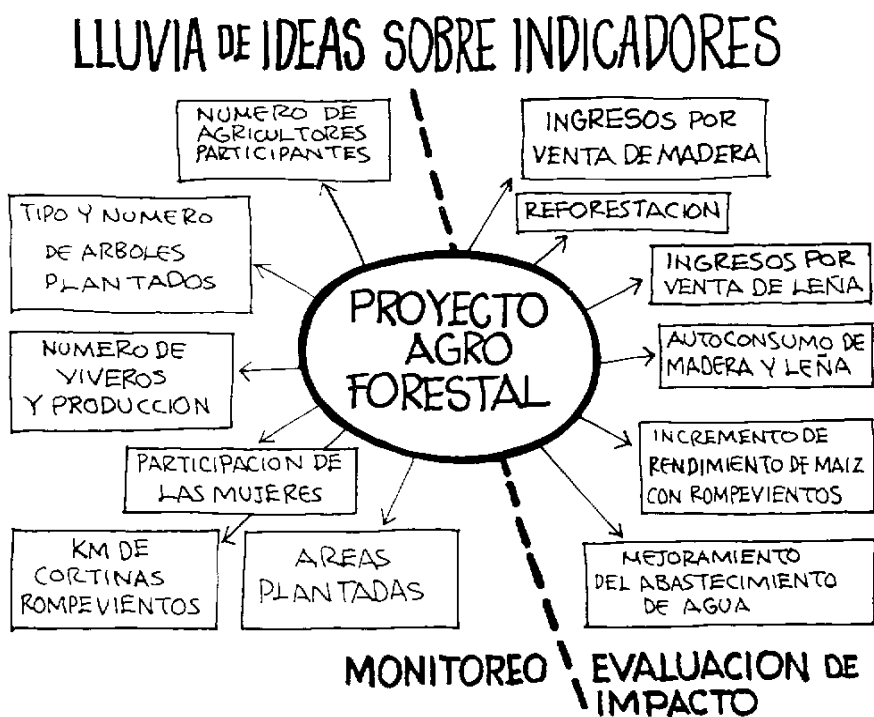 LLUVIA DE IDEAS SOBRE INDICADORES
NUMERO DE
AGRICULTORES
PARTICIPANTES
TIPO Y NUMERO
DE ARBOLES
PLANTADOS
NUMERO DE
VIVEROS
Y PRODUCCION
PARTICIPACION DE
LAS MUJERES
KM DE
CORTINAS
ROMPEVIENTOS
AREAS
PLANTADAS
PROYECTO
AGRO
FORESTAL
INGRESOS POR
VENTA DE MADERA
REFORESTACION
INGRESOS POR
VENTA DE LEÑA
AUTOCONSUMO DE
MADERA Y LEÑA
INCREMENTO DE
RENDIMIENTO DE MAIZ
CON ROMPEVIENTOS
MEJORAMIENTO
DEL ABASTECIMIENTO
DE AGUA
MONITOREO
EVALUACION DE
IMPACTO